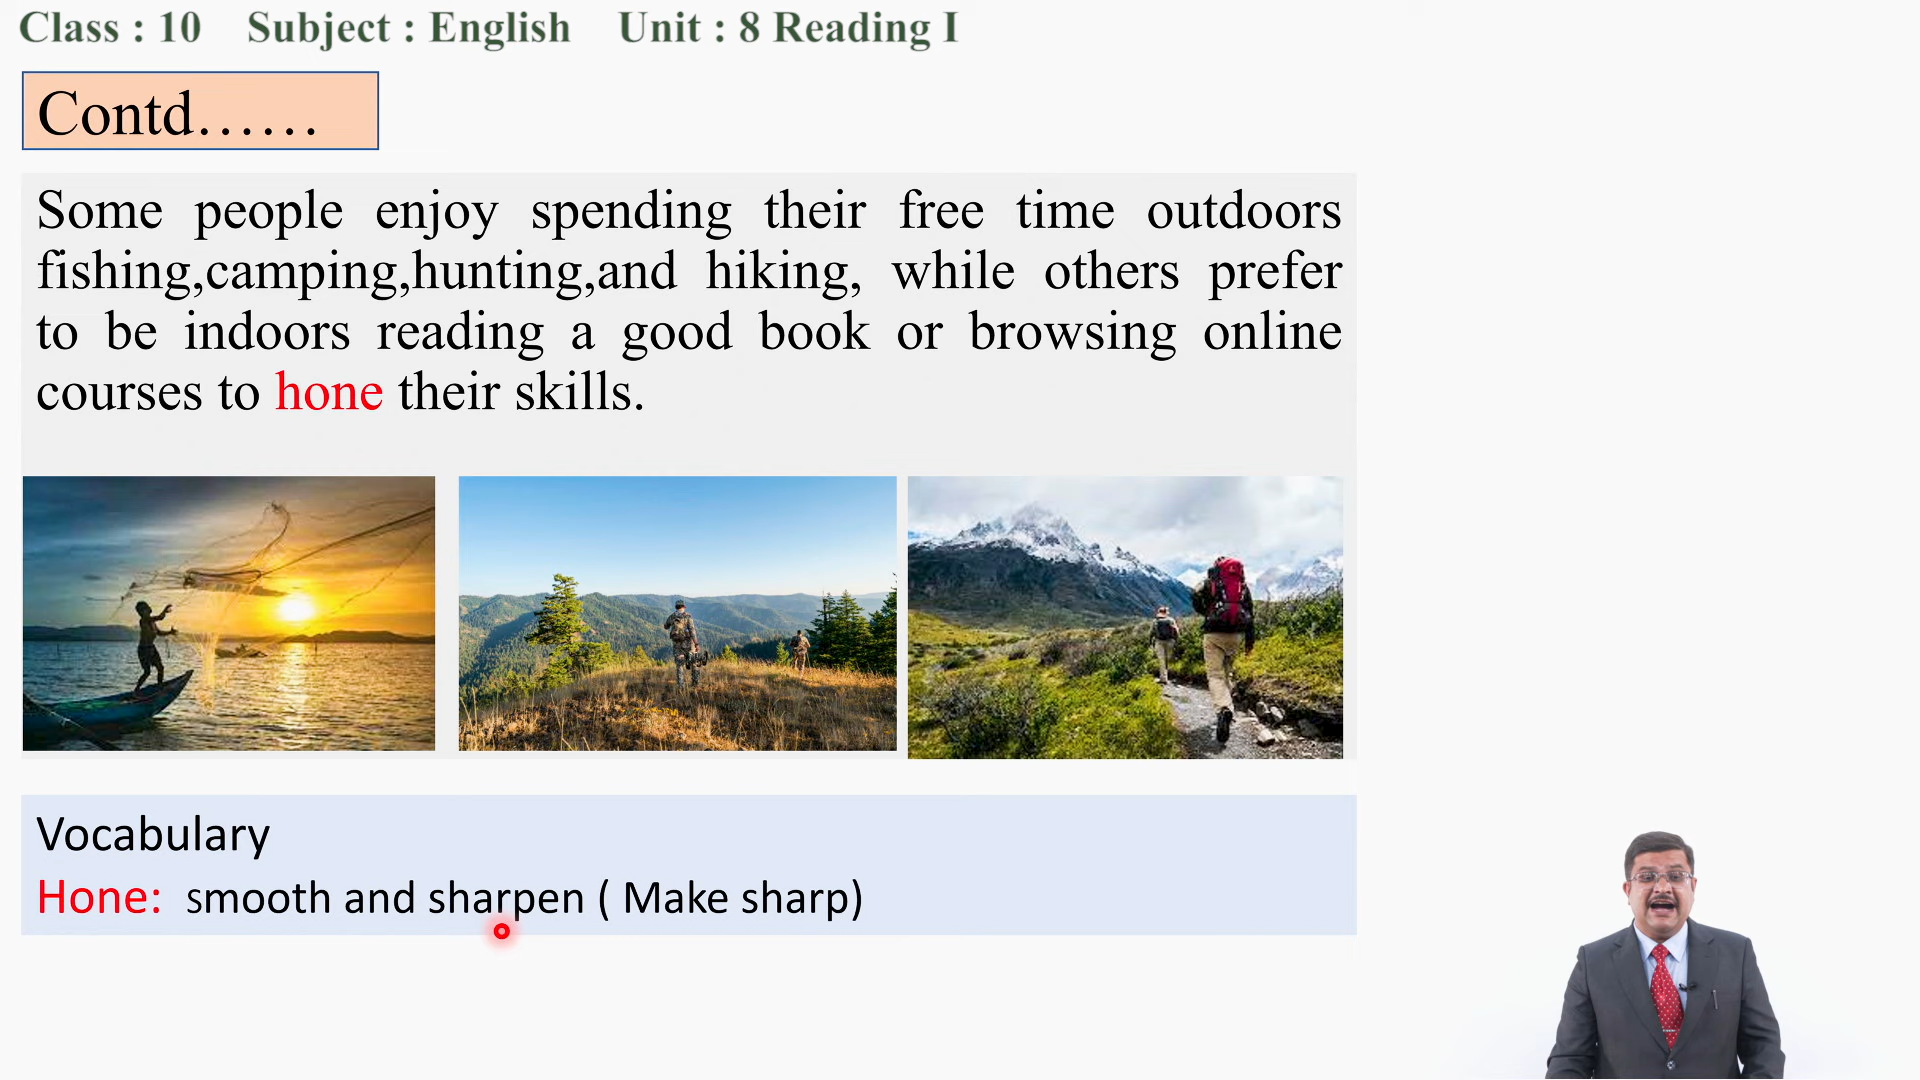 Class : 10 Subject : English Unit : 8 Reading I
Contd……
Some people enjoy spending their free time outdoors
fishing,camping,hunting,and hiking, while others prefer
to be indoors reading a good book or browsing online
courses to hone their skills.
Vocabulary
Hone: smooth and sharpen ( Make sharp)